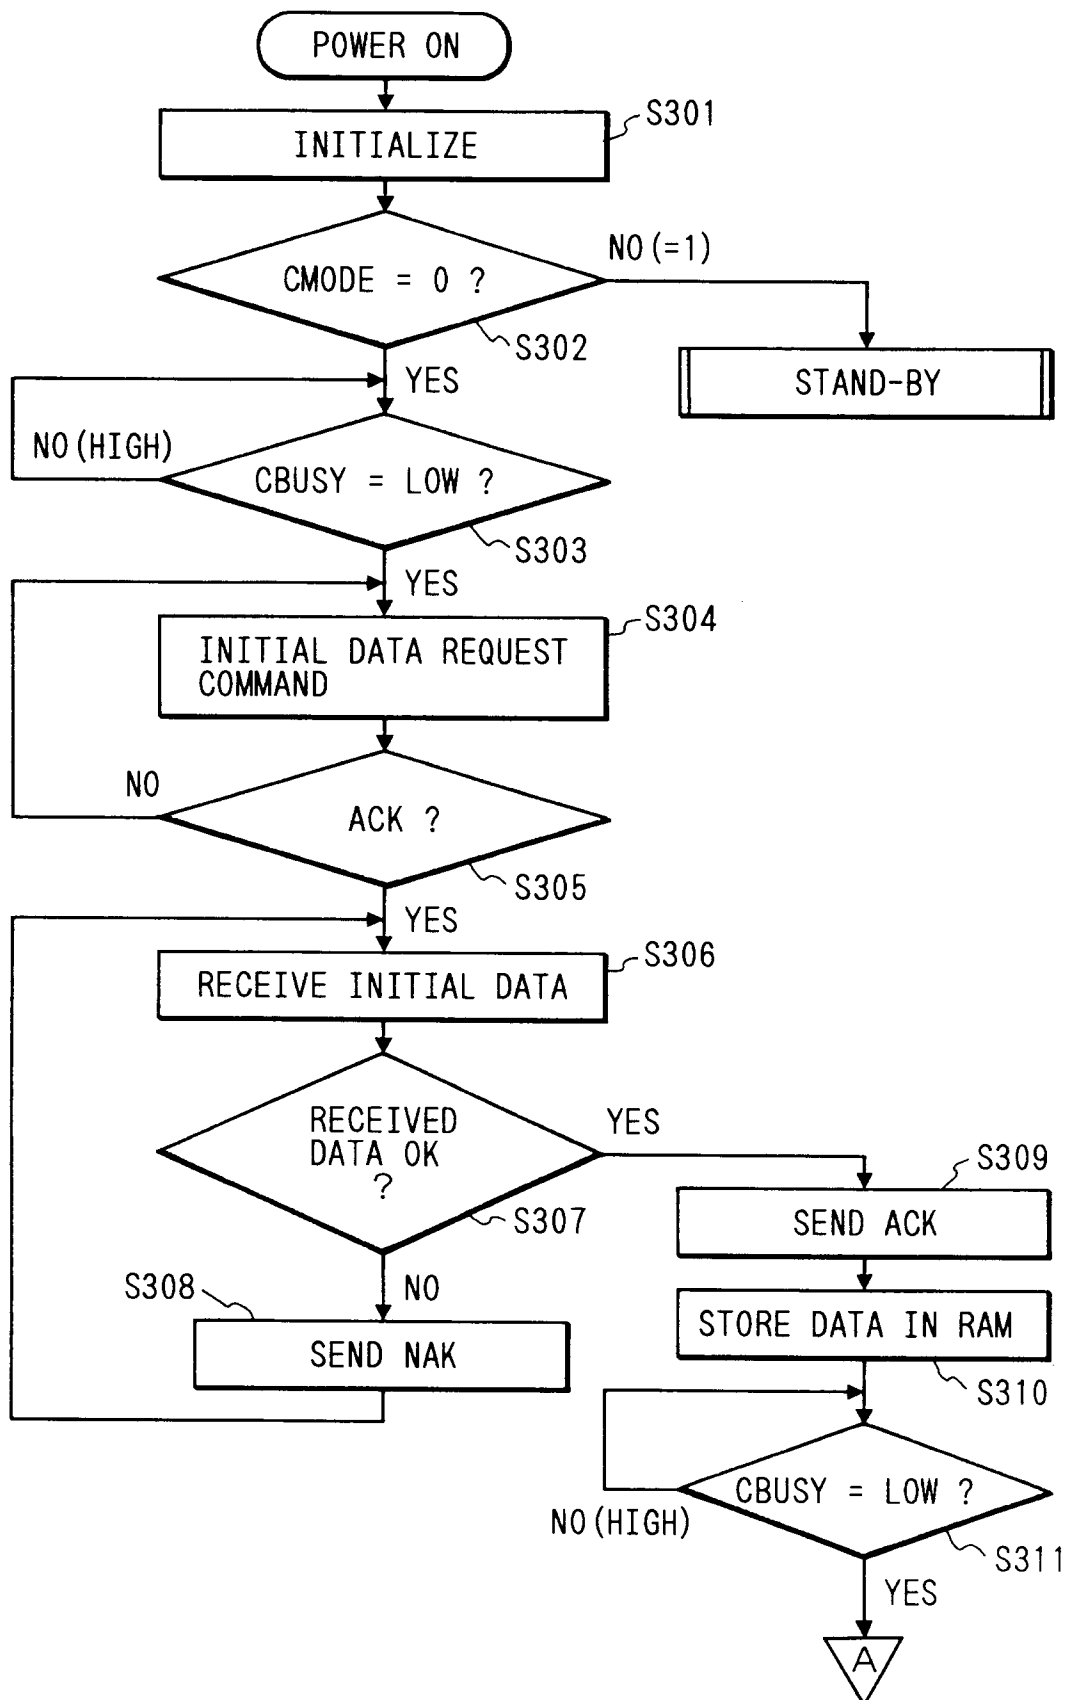 POWER ON
S301
INITIALIZE
NO(=1)
CMODE = 0 ?
S302
STAND-BY
YES
NO(HIGH)
CBUSY = LOW ?
S303
YES
S304
INITIAL DATA REQUEST
COMMAND
NO
ACK ?
S305
YES
S306
RECEIVE INITIAL DATA
RECEIVED
DATA OK
?
YES
S307
S309
SEND ACK
S308
NO
SEND NAK
STORE DATA IN RAM
S310
CBUSY = LOW ?
NO(HIGH)
S311
YES
A